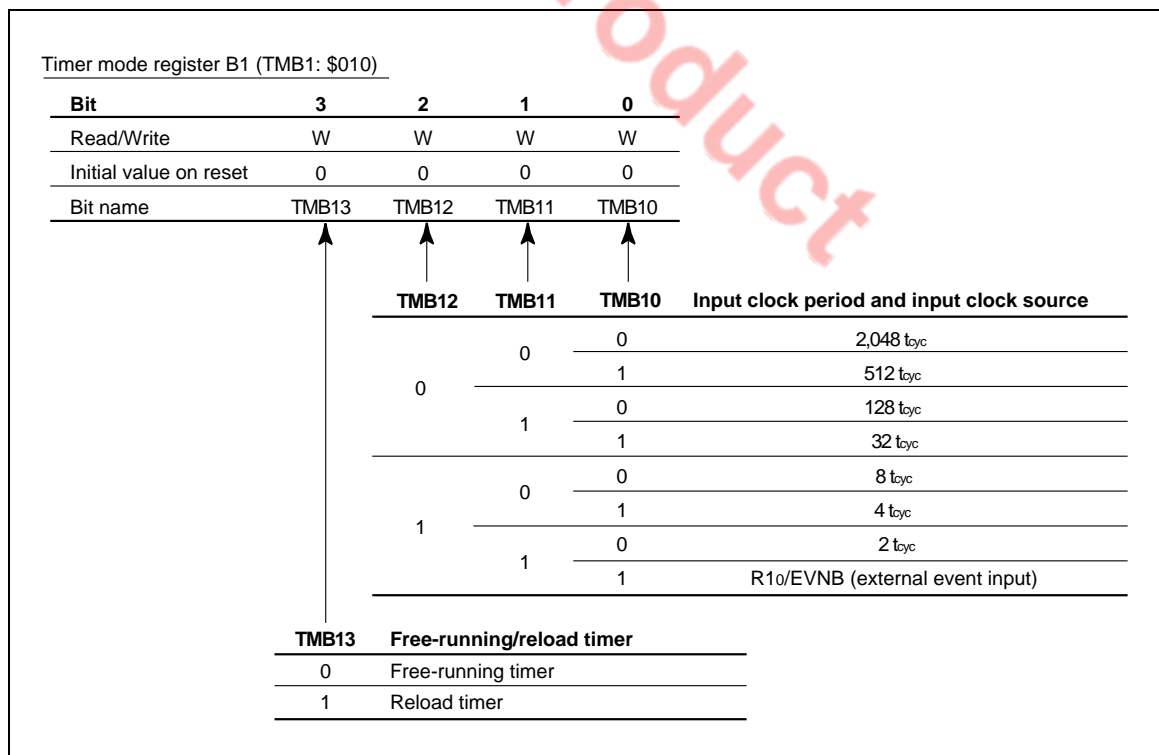 roduct
Timer mode register B1 (TMB1: $010)
Bit 3 2 1 0
Read/Write W W W W
Initial value on reset 0 0 0 0
Bit name TMB13 TMB12 TMB11 TMB10
TMB12 TMB11 TMB10 Input clock period and input clock source
0 0 0 2,048 tcyc
1 512 tcyc
1 0 128 tcyc
1 32 tcyc
1 0 0 8 tcyc
1 4 tcyc
1 0 2 tcyc
1 R10/EVNB (external event input)
TMB13 Free-running/reload timer
0 Free-running timer
1 Reload timer